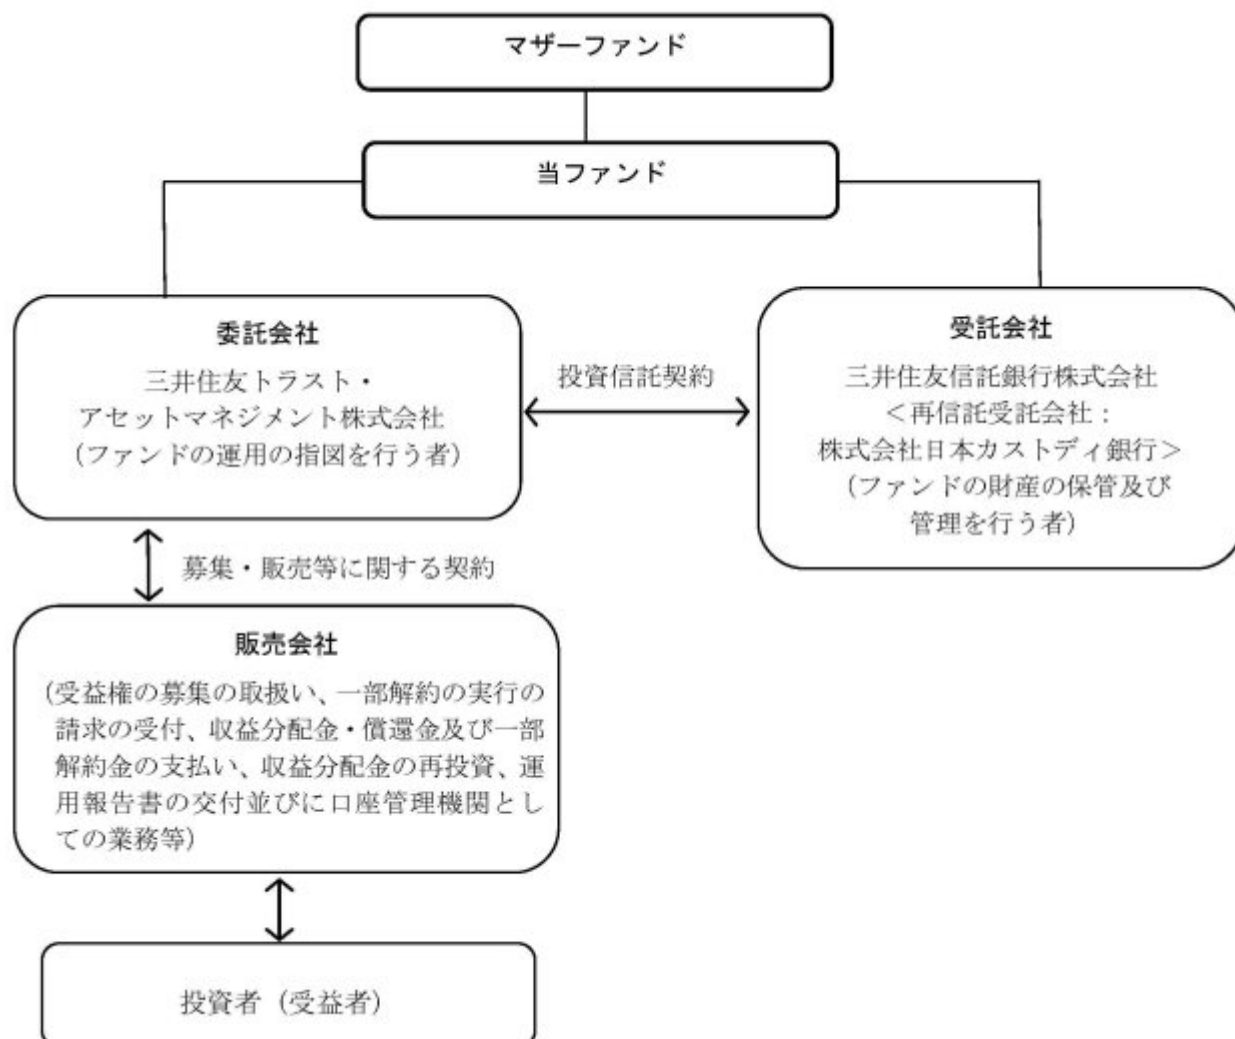 マザーファンド
当ファンド
委託会社
三井住友トラスト・
アセットマネジメント株式会社
（ファンドの運用の指図を行う者）
投資信託契約
受託会社
三井住友信託銀行株式会社
＜再信託受託会社：
株式会社日本カストディ銀行＞
（ファンドの財産の保管及び
管理を行う者）
募集・販売等に関する契約
販売会社
（受益権の募集の取扱い、一部解約の実行の
請求の受付、収益分配金・償還金及び一部
解約金の支払い、収益分配金の再投資、運
用報告書の交付並びに口座管理機関とし
ての業務等）
投資者（受益者）